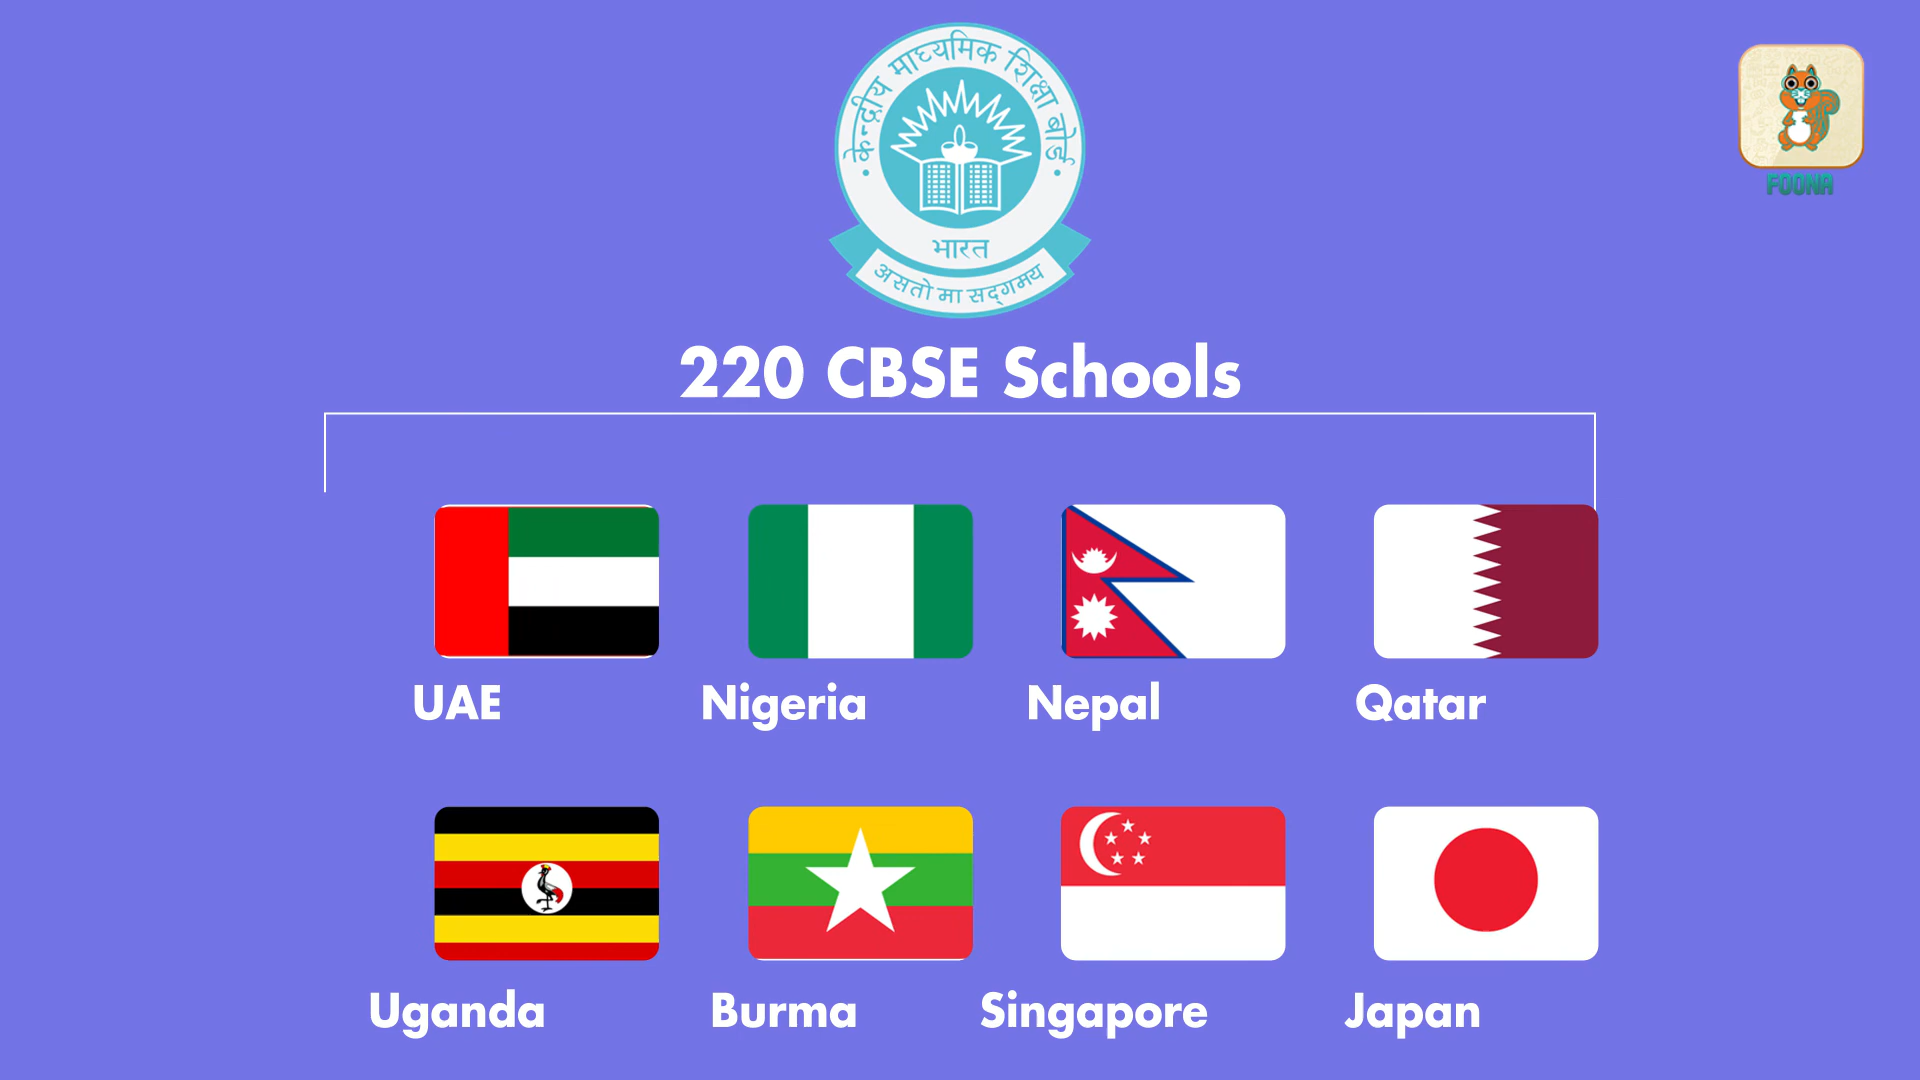 केन्द्रीय माध्यमिक शिक्षा बोर्ड
भारत
असतो मा सद्गमय
FOONA
220 CBSE Schools
UAE Nigeria Nepal Qatar
Uganda Burma Singapore Japan